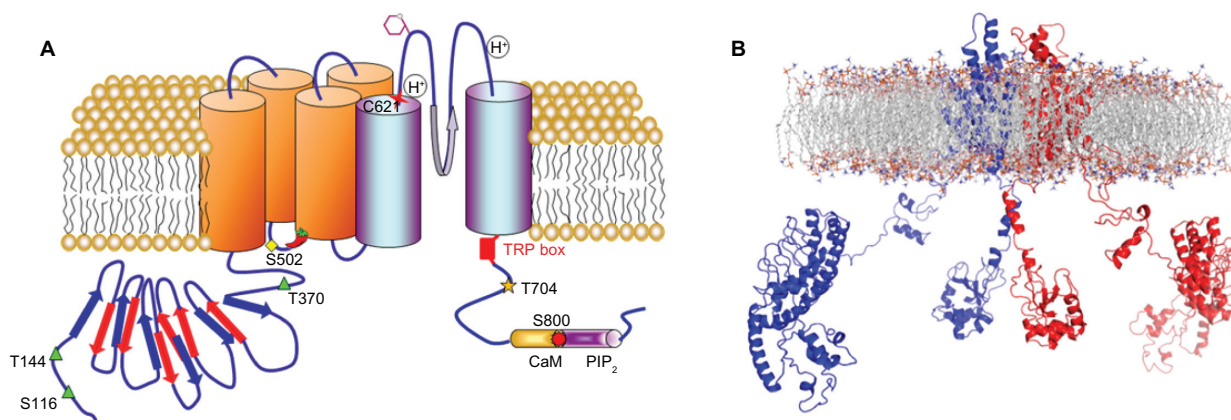 A
B
H⁺
H⁺
C621
TRP box
S502
T370
T704
S800
T144
CaM
PIP₂
S116